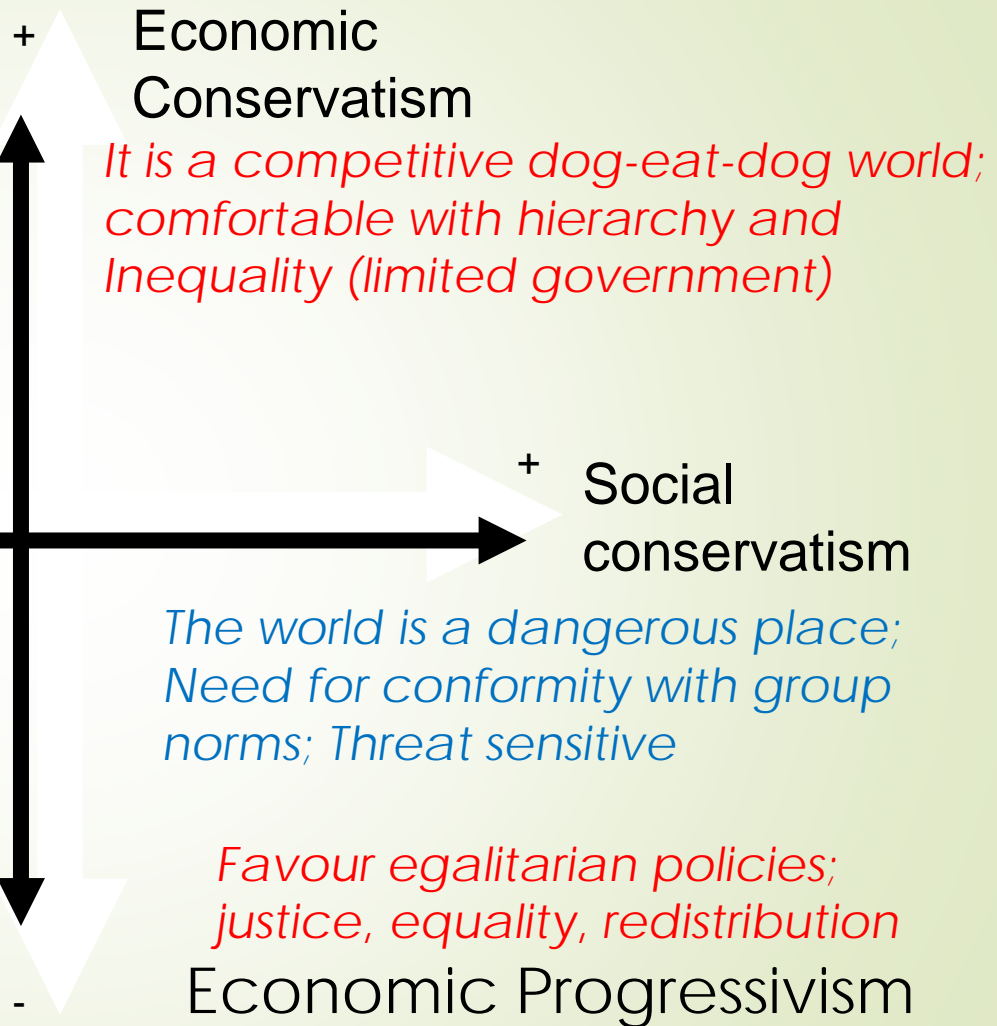 +
Economic
Conservatism
It is a competitive dog-eat-dog world;
comfortable with hierarchy and
Inequality (limited government)
+
Social
conservatism
The world is a dangerous place;
Need for conformity with group
norms; Threat sensitive
Favour egalitarian policies;
justice, equality, redistribution
-
Economic Progressivism